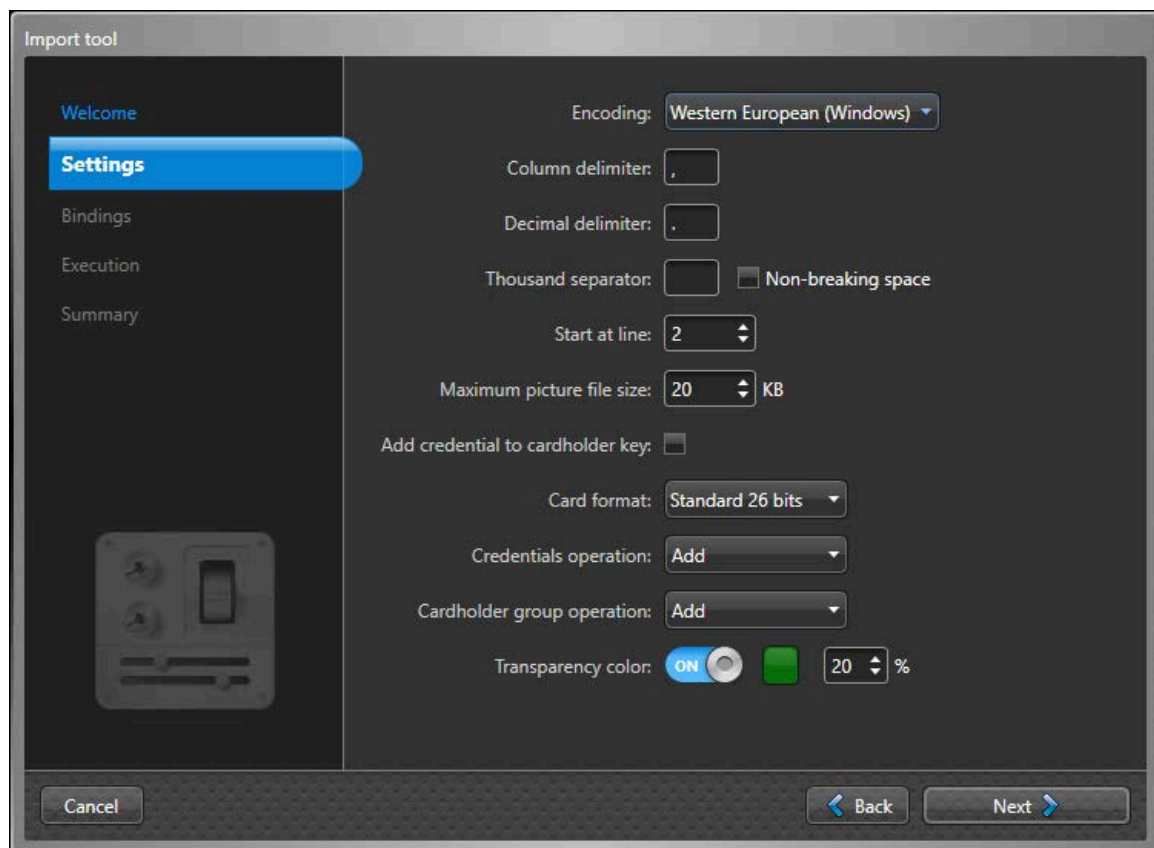 Import tool
Welcome
Settings
Bindings
Execution
Summary
Encoding: Western European (Windows)
Column delimiter: ,
Decimal delimiter: .
Thousand separator: Non-breaking space
Start at line: 2
Maximum picture file size: 20 KB
Add credential to cardholder key:
Card format: Standard 26 bits
Credentials operation: Add
Cardholder group operation: Add
Transparency color: ON 20 %
Cancel Back Next